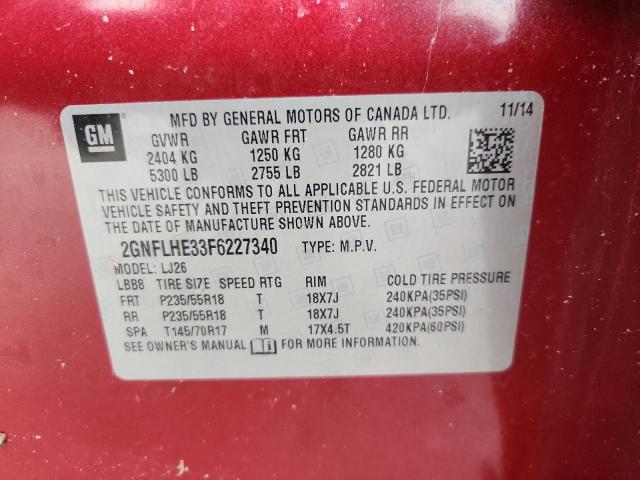 GM
MFD BY GENERAL MOTORS OF CANADA LTD. 11/14
GVWR GAWR FRT GAWR RR
2404 KG 1250 KG 1280 KG
5300 LB 2755 LB 2821 LB
THIS VEHICLE CONFORMS TO ALL APPLICABLE U.S. FEDERAL MOTOR
VEHICLE SAFETY AND THEFT PREVENTION STANDARDS IN EFFECT ON
THE DATE OF MANUFACTURE SHOWN ABOVE.
2GNFLHE33F6227340 TYPE: M.P.V.
MODEL: LJ26
LBB8 TIRE SIZE SPEED RTG RIM COLD TIRE PRESSURE
FRT P235/55R18 T 18X7J 240KPA(35PSI)
RR P235/55R18 T 18X7J 240KPA(35PSI)
SPA T145/70R17 M 17X4.5T 420KPA(60PSI)
SEE OWNER'S MANUAL FOR MORE INFORMATION.